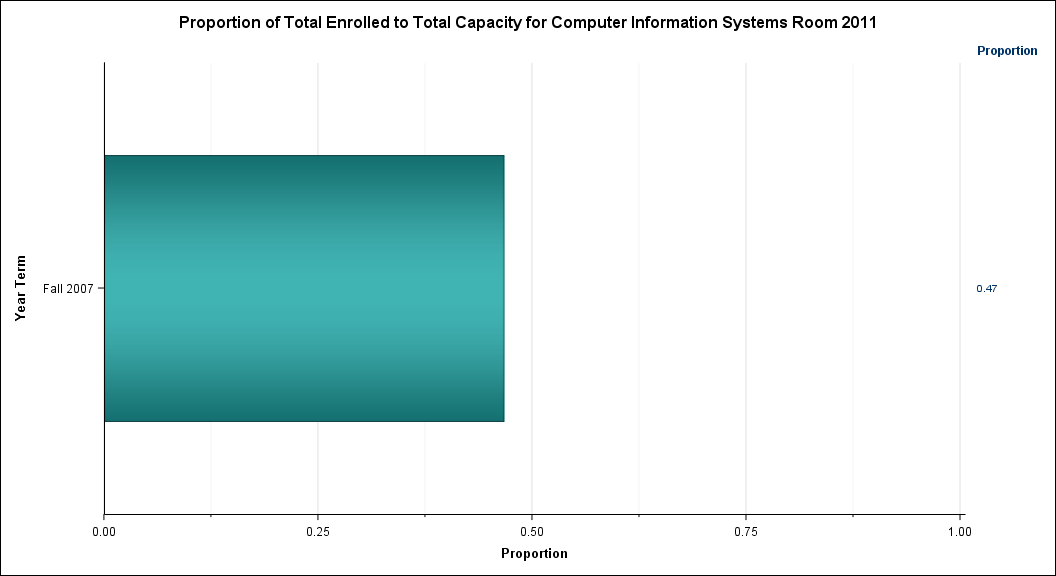 Proportion of Total Enrolled to Total Capacity for Computer Information Systems Room 2011
Proportion
Year Term
Fall 2007
0.47
0.00 0.25 0.50 0.75 1.00
Proportion